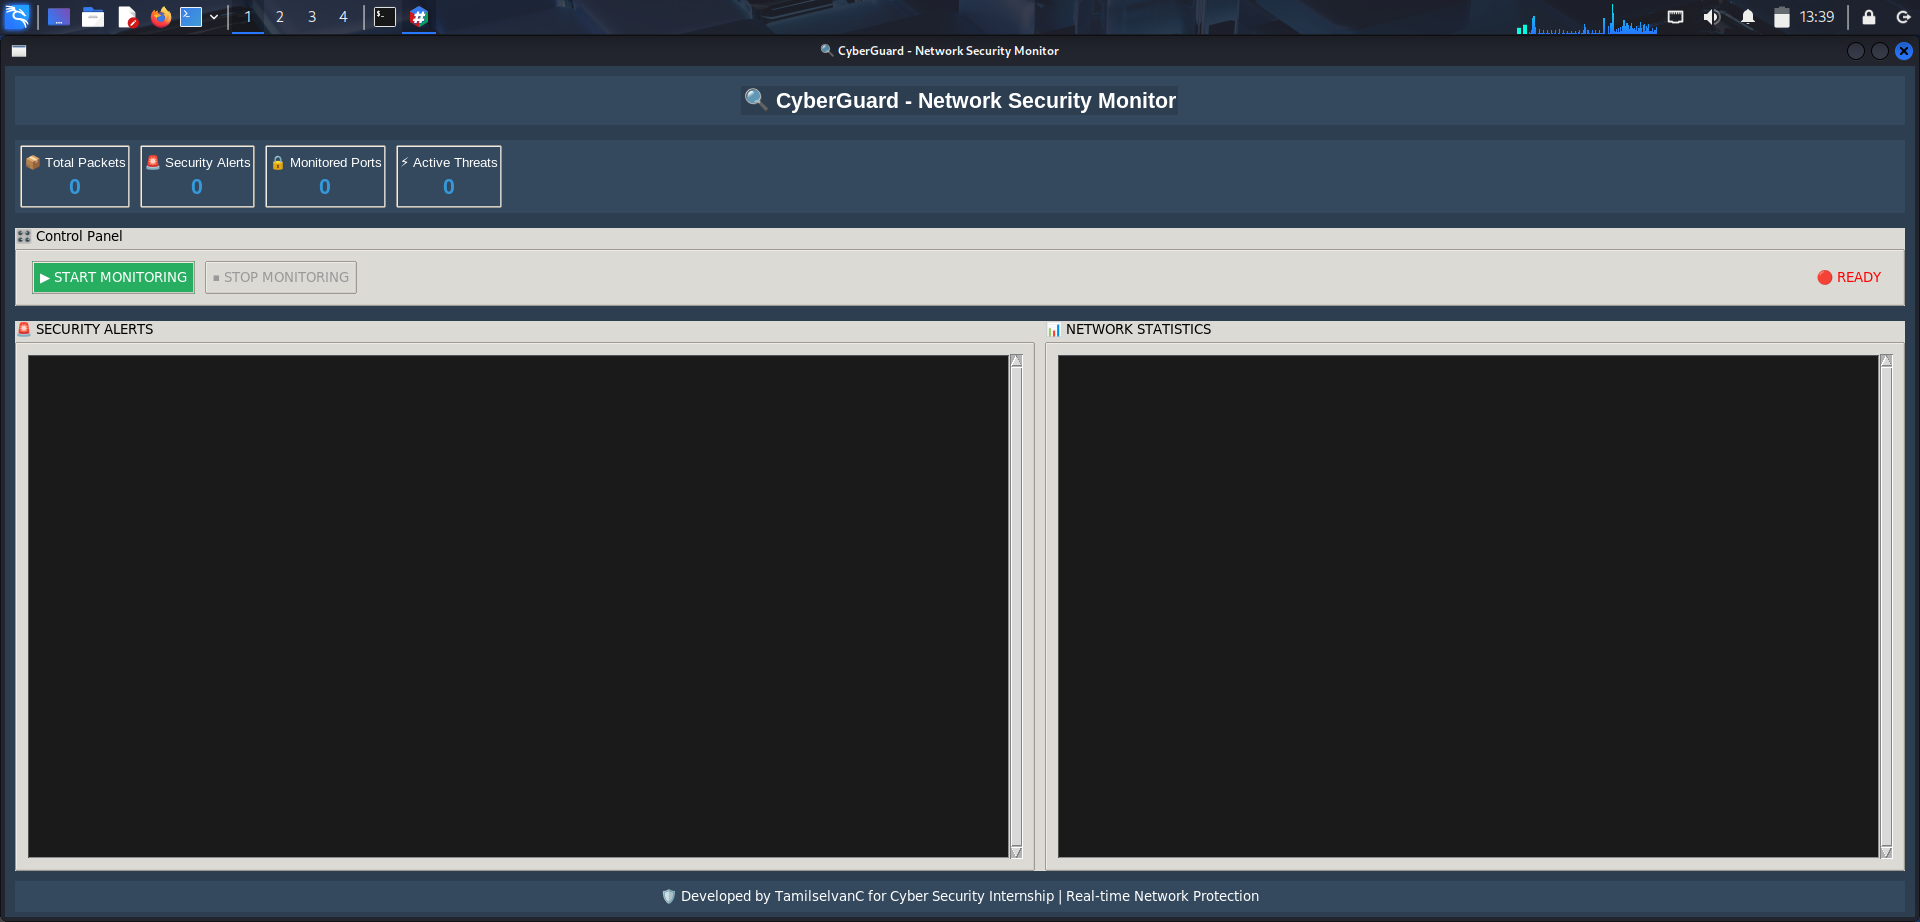 1 2 3 4 13:39
CyberGuard - Network Security Monitor
CyberGuard - Network Security Monitor
Total Packets Security Alerts Monitored Ports Active Threats
0 0 0 0
Control Panel
START MONITORING STOP MONITORING READY
SECURITY ALERTS NETWORK STATISTICS
Developed by TamilselvanC for Cyber Security Internship | Real-time Network Protection